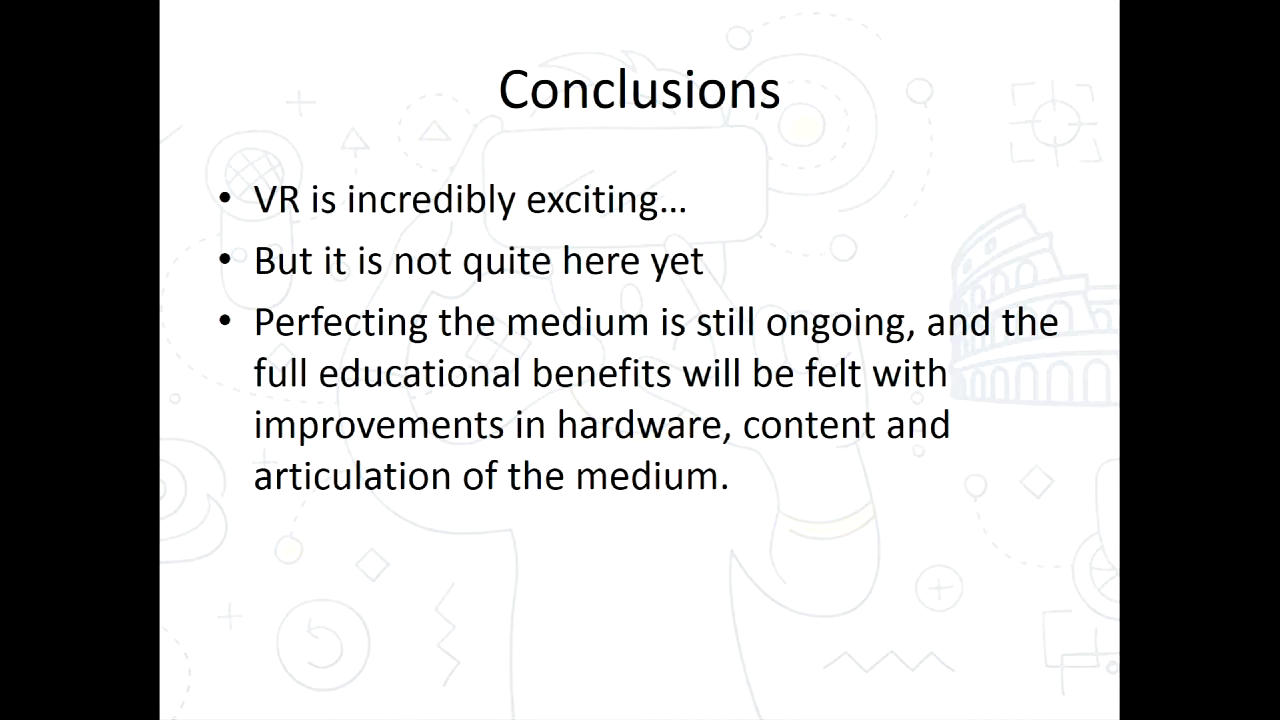 Conclusions
• VR is incredibly exciting…
• But it is not quite here yet
• Perfecting the medium is still ongoing, and the
full educational benefits will be felt with
improvements in hardware, content and
articulation of the medium.